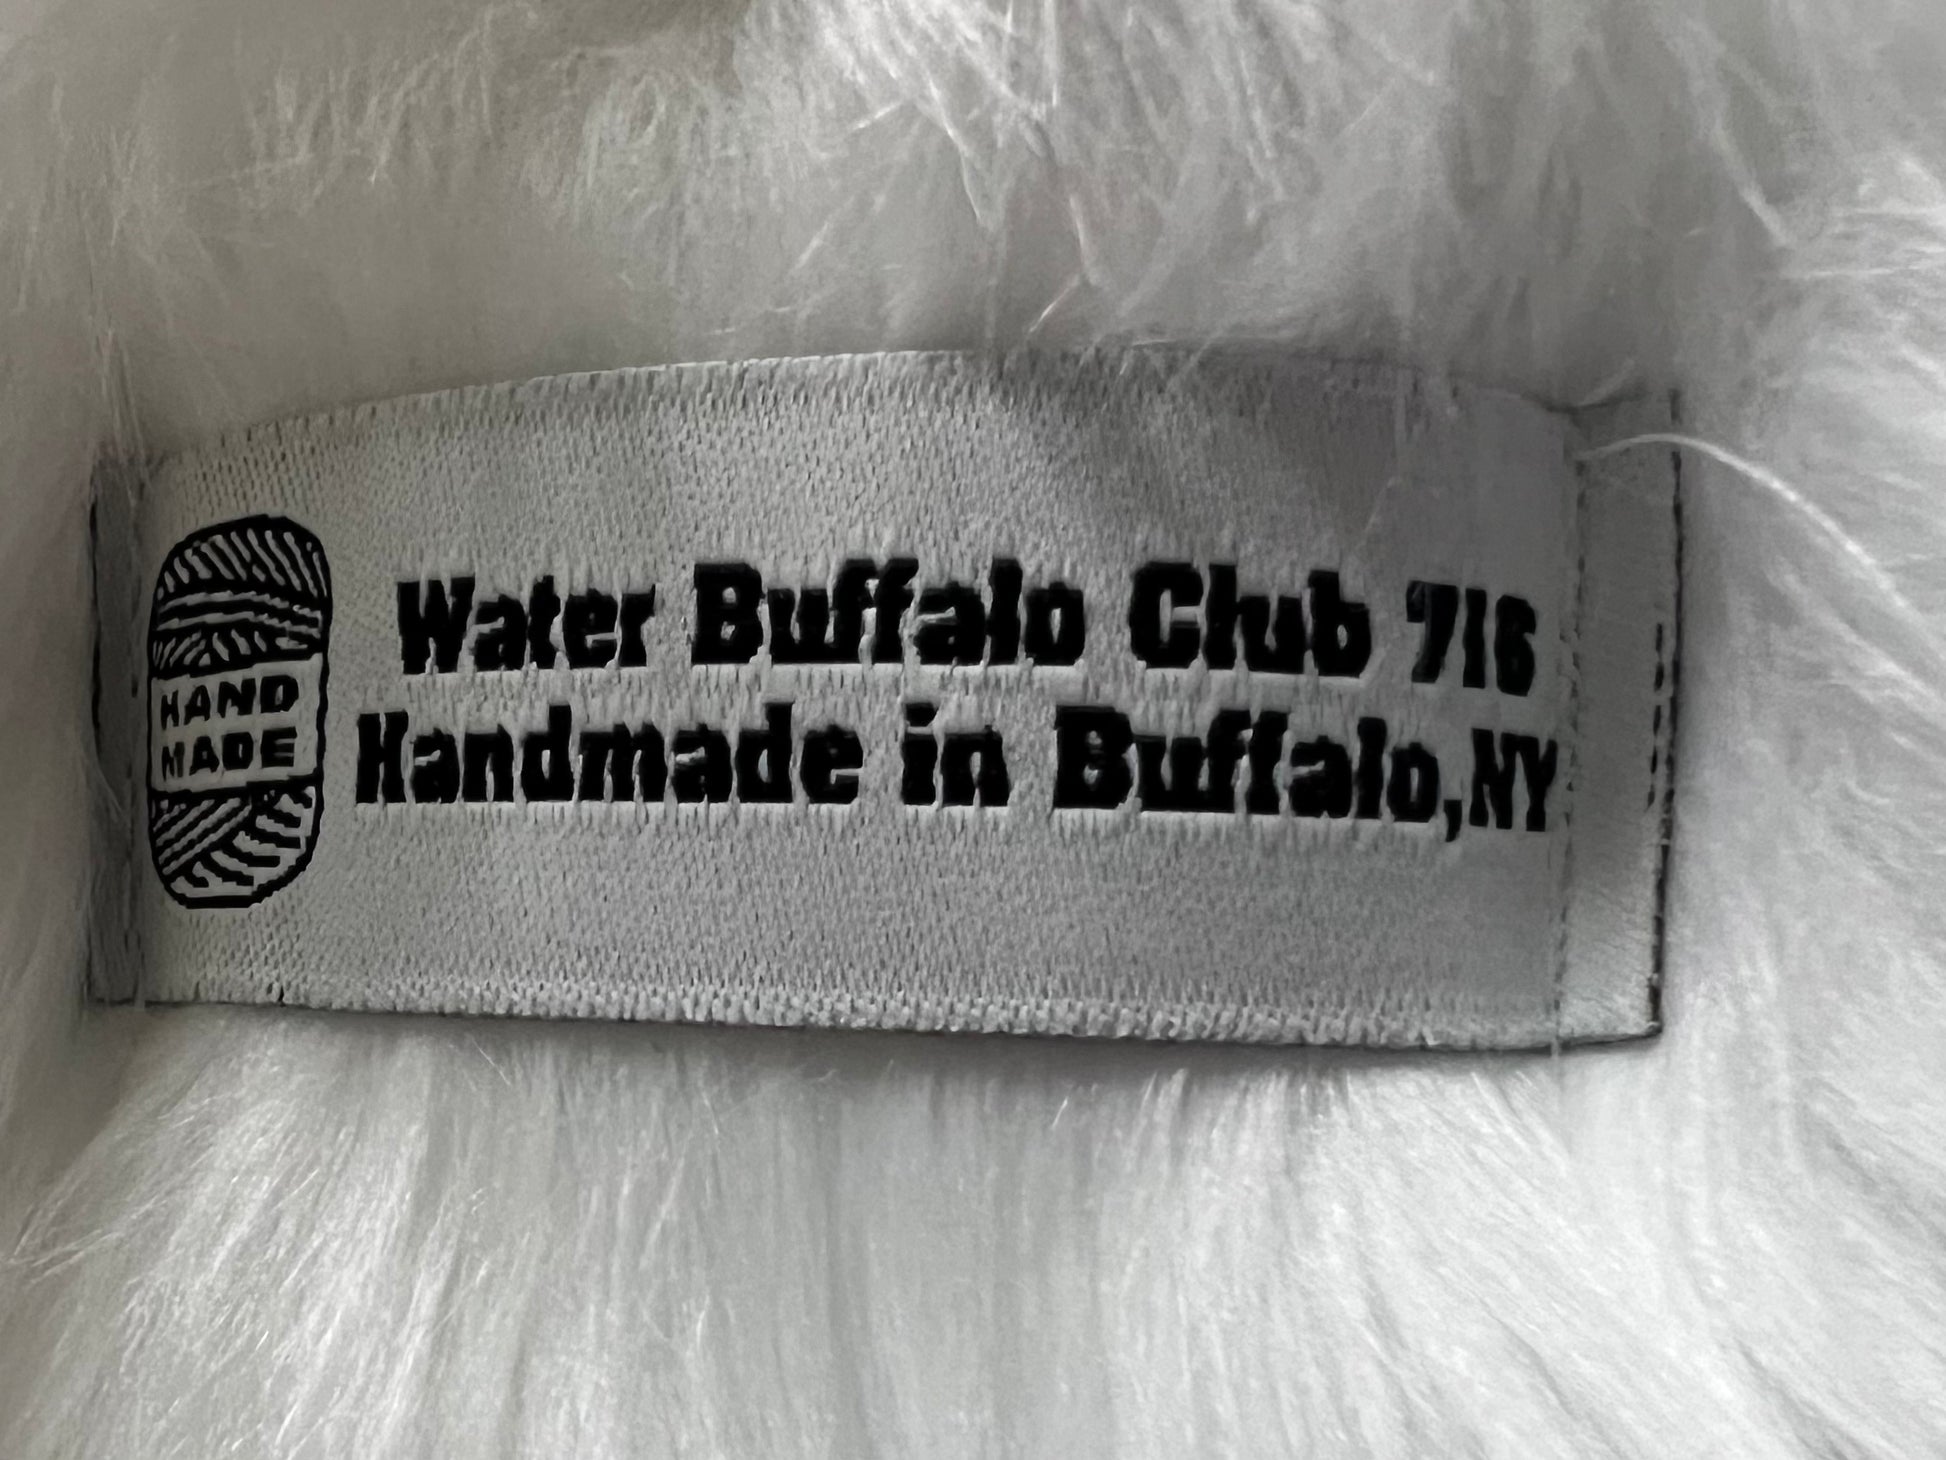 HAND
MADE
Water Buffalo Club 716
Handmade in Buffalo,NY